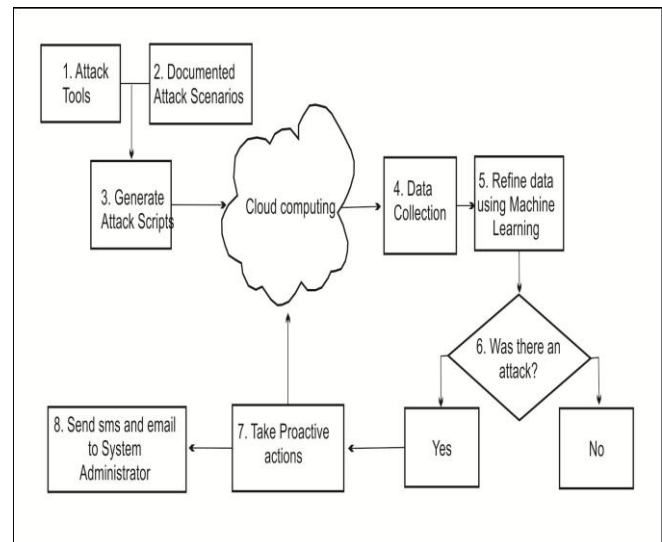 1. Attack
Tools
2. Documented
Attack Scenarios
3. Generate
Attack Scripts
Cloud computing
4. Data
Collection
5. Refine data
using Machine
Learning
6. Was there an
attack?
Yes
No
7. Take Proactive
actions
8. Send sms and email
to System
Administrator